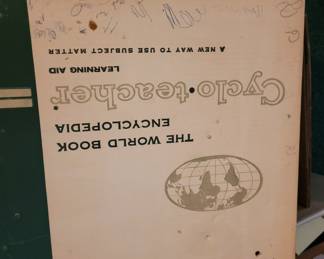 THE WORLD BOOK
ENCYCLOPEDIA
Cyclo·teacher
LEARNING AID
A NEW WAY TO USE SUBJECT MATTER